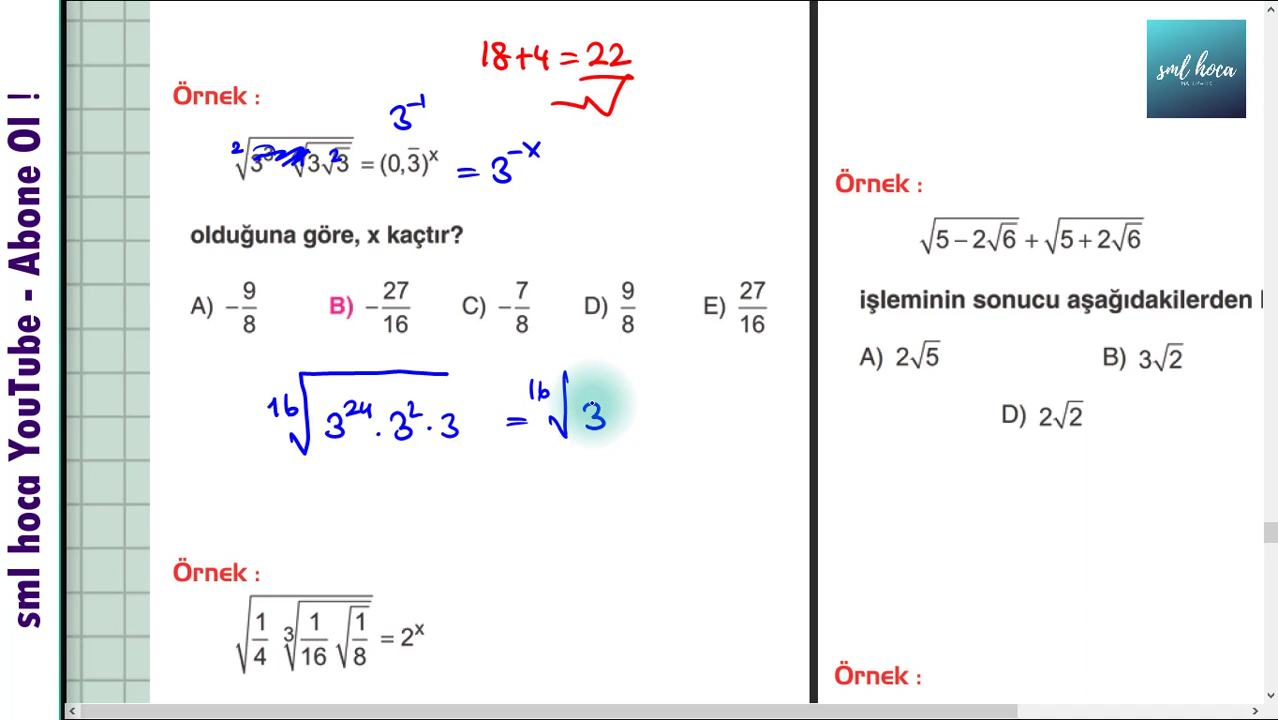 sml hoca YouTube - Abone Ol !
18+4 = 22
Örnek :
3⁻¹
= (0,3̅)ˣ = 3⁻ˣ
olduğuna göre, x kaçtır?
A) −9/8 B) −27/16 C) −7/8 D) 9/8 E) 27/16
¹⁶√(3²⁴ · 3² · 3) = ¹⁶√3
Örnek :
√(1/4 ∛(1/16 √(1/8))) = 2ˣ
sml hoca
Örnek :
√(5 − 2√6) + √(5 + 2√6)
işleminin sonucu aşağıdakilerden
A) 2√5 B) 3√2
D) 2√2
Örnek :